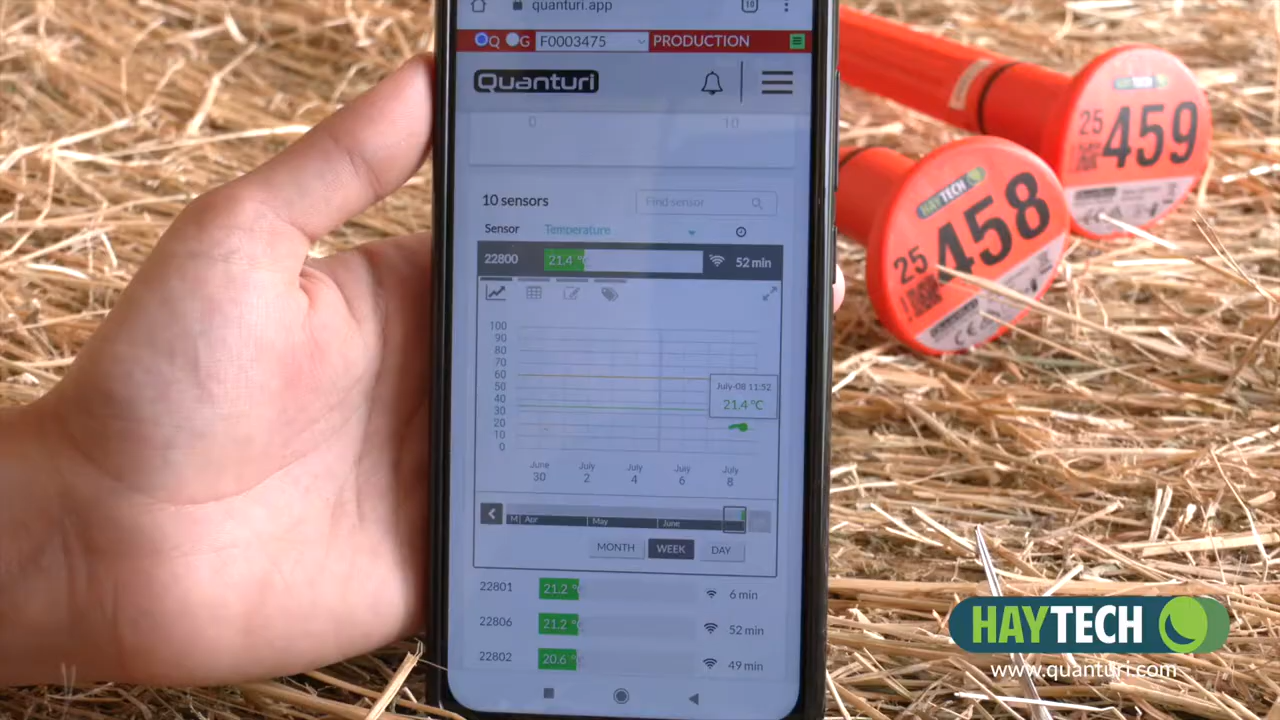 quanturi.app
10
Q G F0003475 PRODUCTION
Quanturi
0 10
10 sensors Find sensor
Sensor Temperature
22800 21.4 °C 52 min
100
90
80
70
60
50
40
30
20
10
0
July-08 11:52
21.4 °C
June 30
July 2
July 4
July 6
July 8
M Apr May June
MONTH WEEK DAY
22801 21.2 °C 6 min
22806 21.2 °C 52 min
22802 20.6 °C 49 min
HAYTECH
25 459
HAYTECH
25 458
HAYTECH
www.quanturi.com